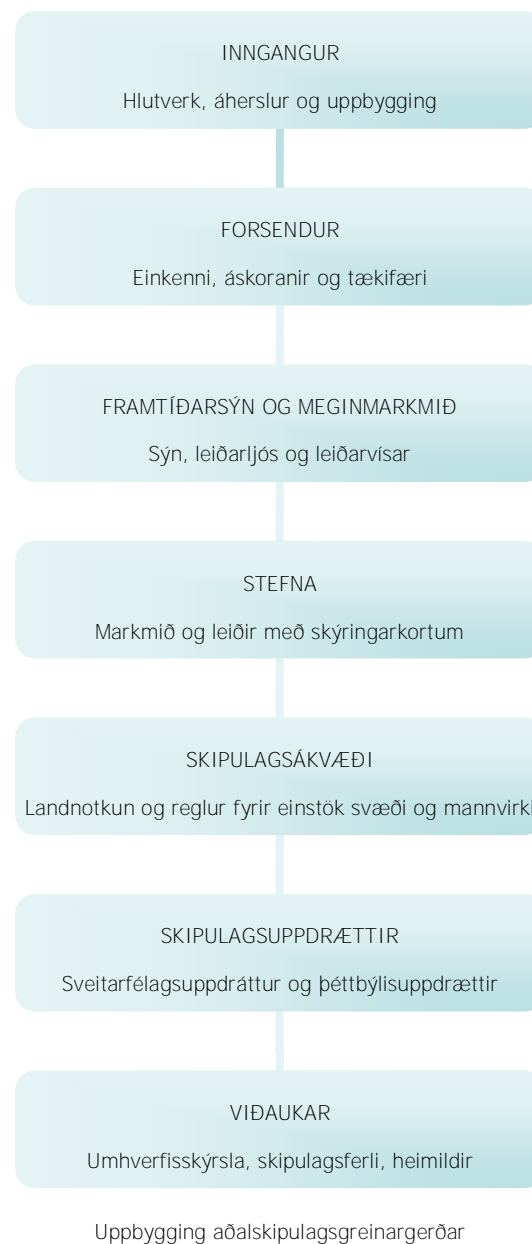 INNGANGUR
Hlutverk, áherslur og uppbygging
FORSENDUR
Einkenni, áskoranir og tækifæri
FRAMTÍÐARSÝN OG MEGINMARKMIÐ
Sýn, leiðarljós og leiðarvísar
STEFNA
Markmið og leiðir með skýringarkortum
SKIPULAGSÁKVÆÐI
Landnotkun og reglur fyrir einstök svæði og mannvirki
SKIPULAGSUPPDRÆTTIR
Sveitarfélagsuppdráttur og þéttbýlisuppdrættir
VIÐAUKAR
Umhverfisskýrsla, skipulagsferli, heimildir
Uppbygging aðalskipulagsgreinargerðar